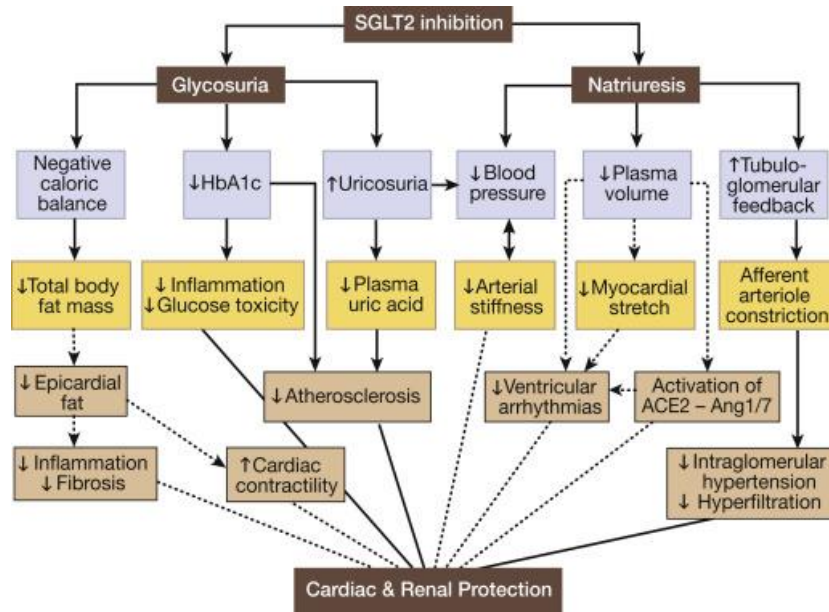 SGLT2 inhibition
Glycosuria
Natriuresis
Negative
caloric
balance
↓HbA1c
↑Uricosuria
↓Blood
pressure
↓Plasma
volume
↑Tubulo-
glomerular
feedback
↓Total body
fat mass
↓ Inflammation
↓Glucose toxicity
↓Plasma
uric acid
↓Arterial
stiffness
↓Myocardial
stretch
Afferent
arteriole
constriction
↓Epicardial
fat
↓Atherosclerosis
↓Ventricular
arrhythmias
Activation of
ACE2 – Ang1/7
↓ Inflammation
↓ Fibrosis
↑Cardiac
contractility
↓ Intraglomerular
hypertension
↓ Hyperfiltration
Cardiac & Renal Protection